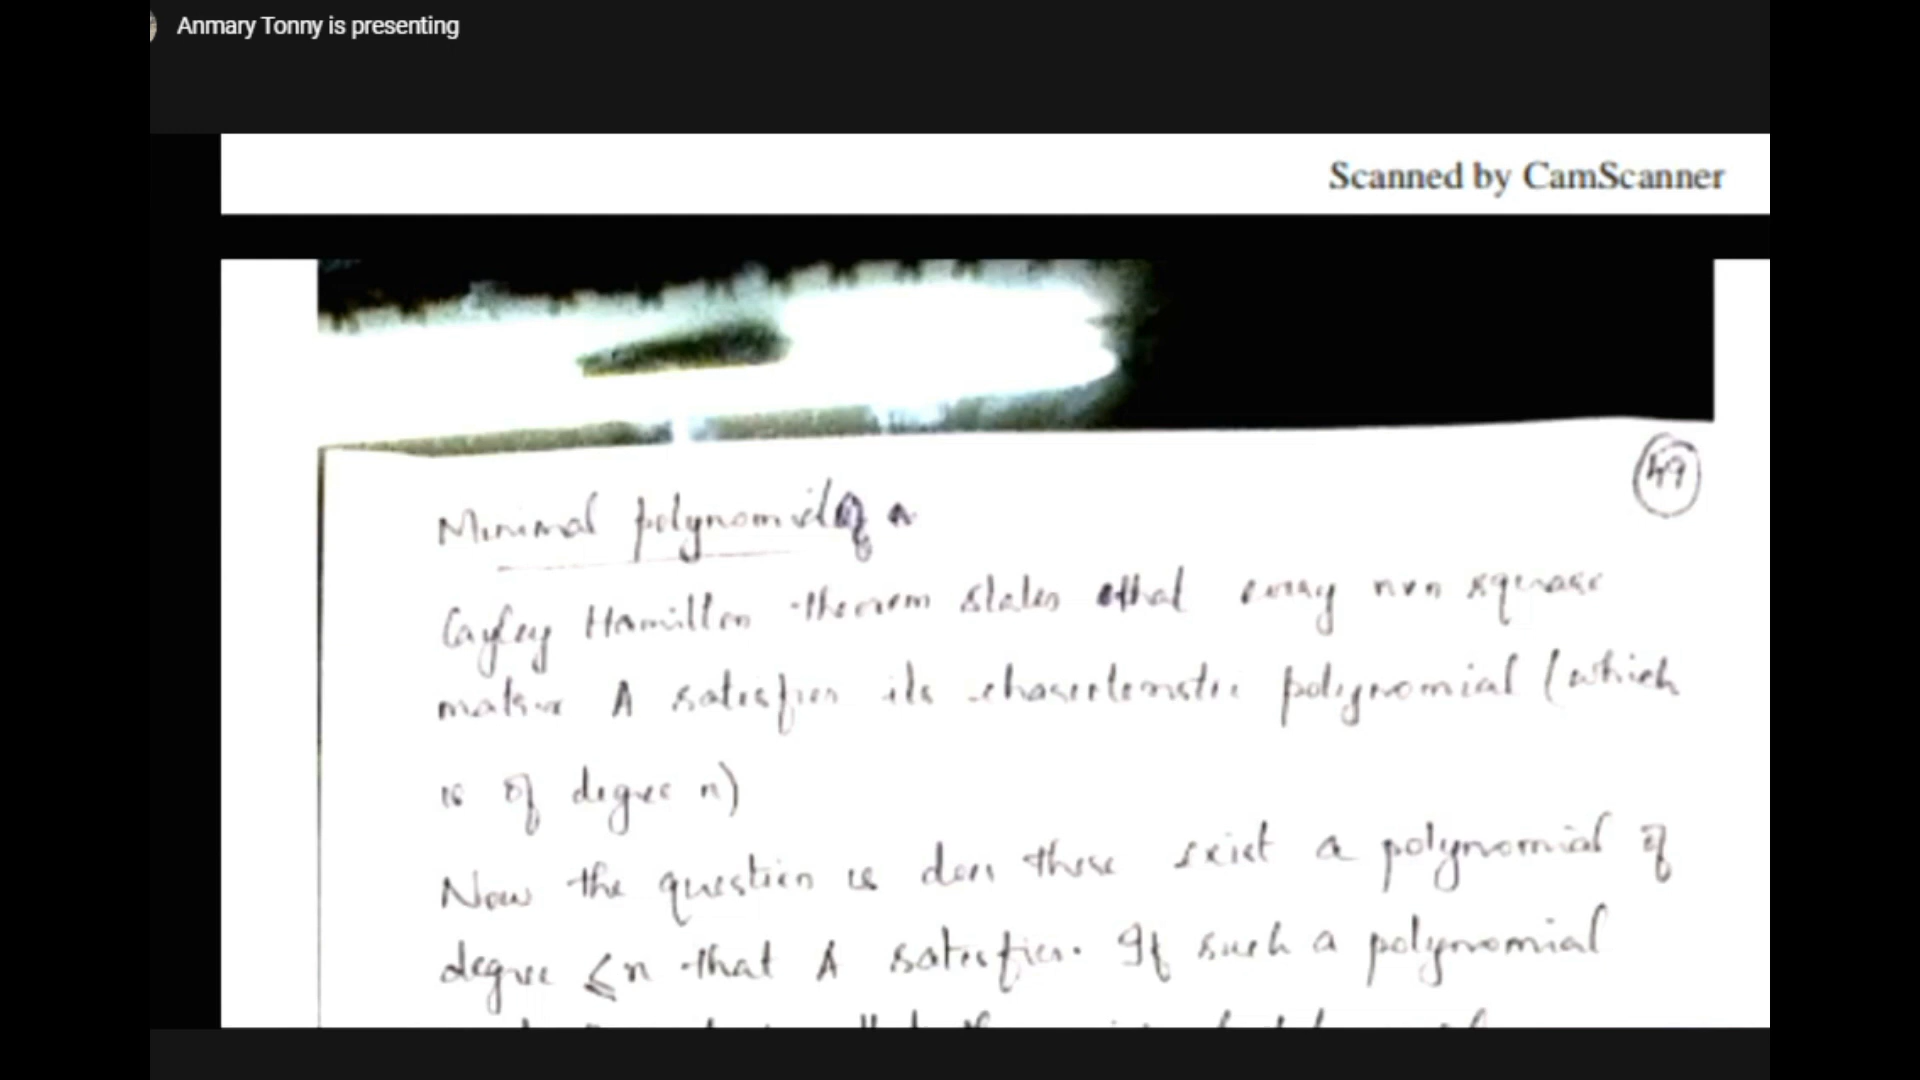 Anmary Tonny is presenting
Scanned by CamScanner
49
Minimal polynomial of a
Cayley Hamilton theorem states that every nxn square
matrix A satisfies its characteristic polynomial (which
is of degree n)
Now the question is does there exist a polynomial of
degree ≤n that A satisfies. If such a polynomial